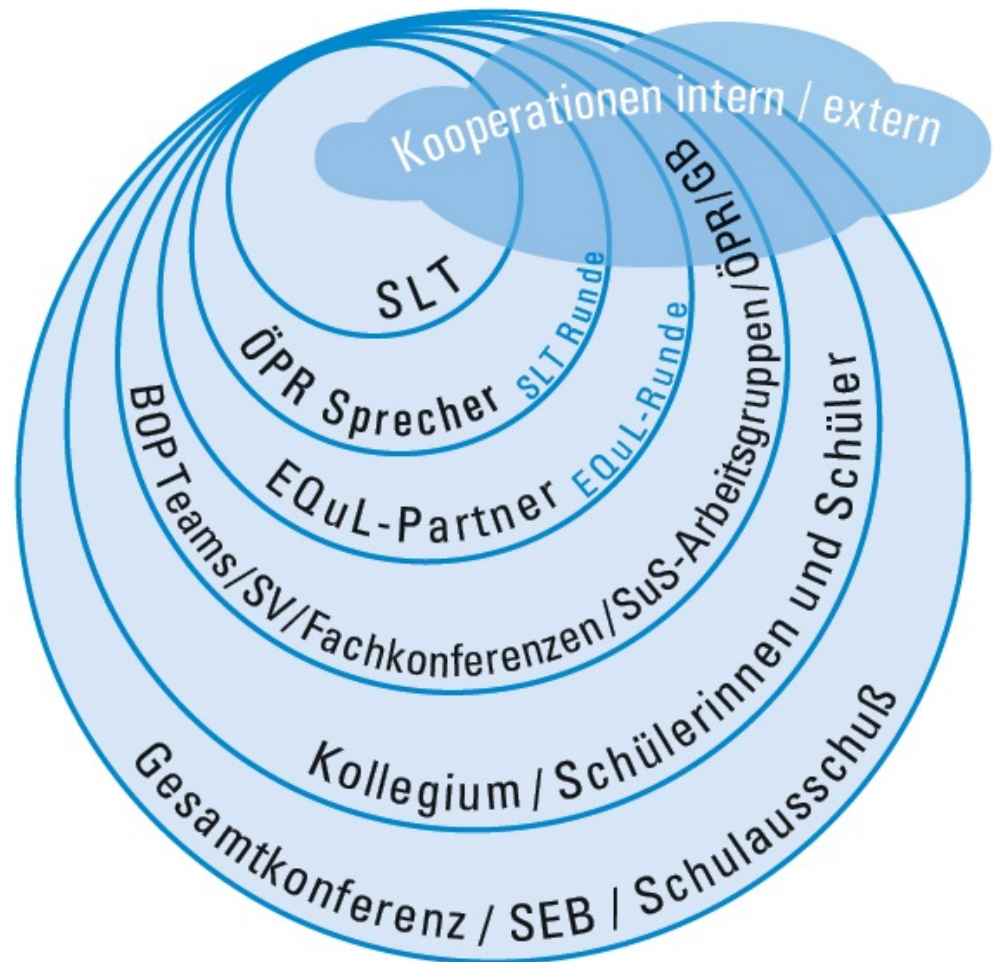 Kooperationen intern / extern
SLT
ÖPR Sprecher
SLT Runde
EQuL-Partner
EQuL-Runde
BOP Teams/SV/Fachkonferenzen/SuS-Arbeitsgruppen/ÖPR/GB
Kollegium / Schülerinnen und Schüler
Gesamtkonferenz / SEB / Schulausschuß